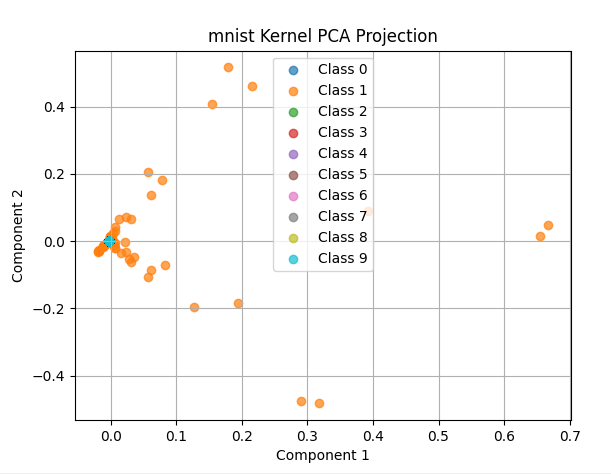 mnist Kernel PCA Projection
Class 0
Class 1
Class 2
Class 3
Class 4
Class 5
Class 6
Class 7
Class 8
Class 9
Component 2
0.4
0.2
0.0
−0.2
−0.4
0.0 0.1 0.2 0.3 0.4 0.5 0.6 0.7
Component 1